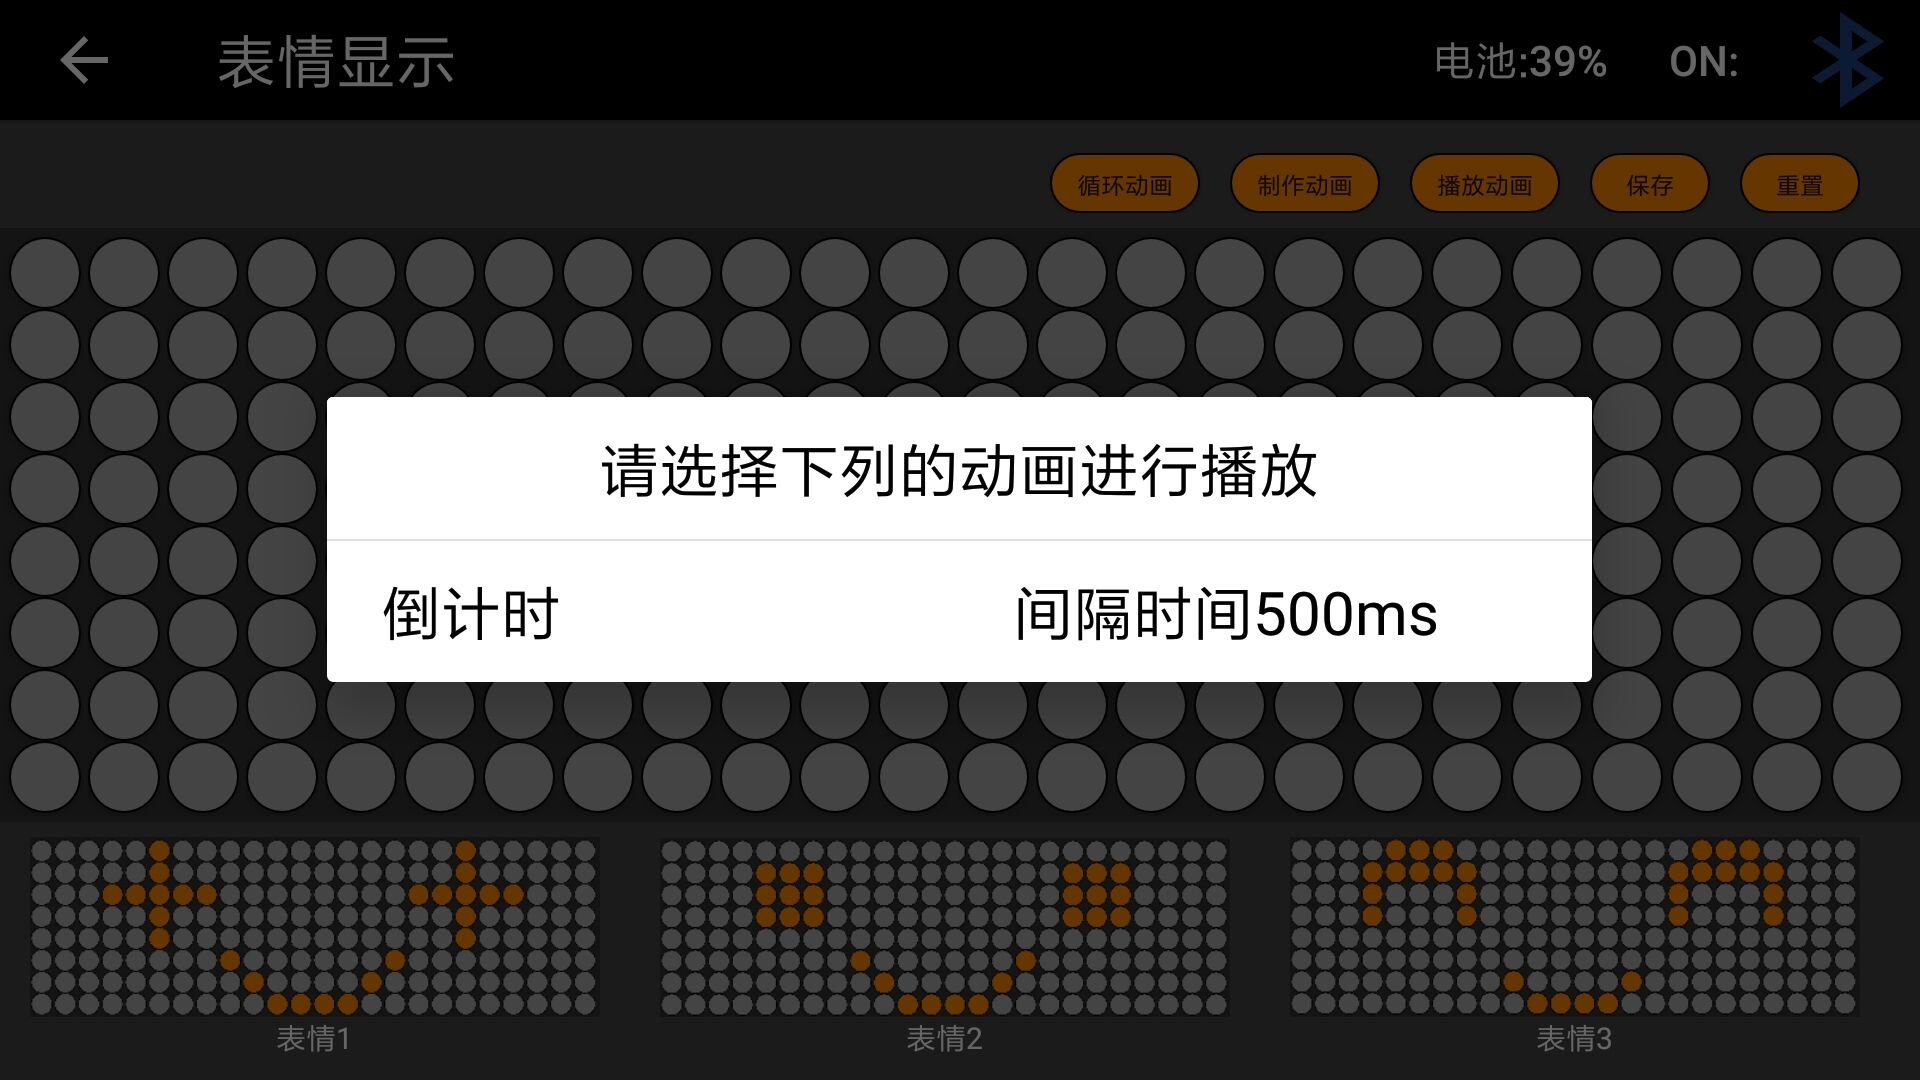 表情显示
电池:39% ON:
循环动画 制作动画 播放动画 保存 重置
请选择下列的动画进行播放
倒计时 间隔时间500ms
表情1 表情2 表情3